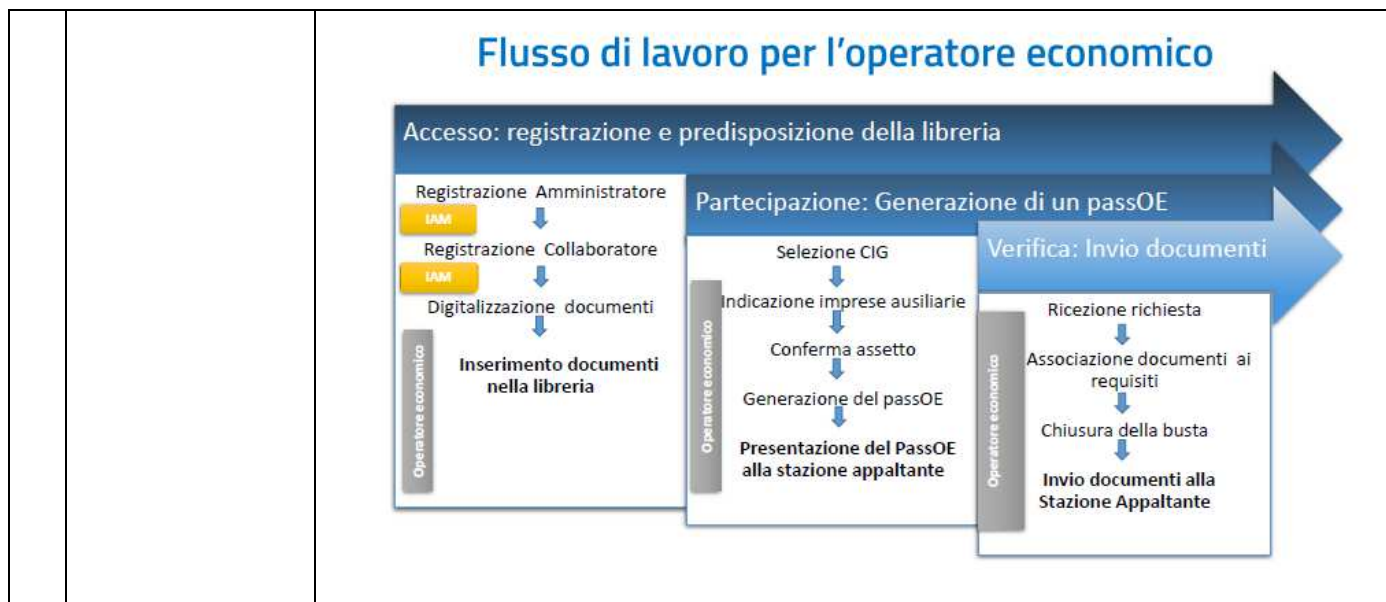 Flusso di lavoro per l’operatore economico
Accesso: registrazione e predisposizione della libreria
Registrazione Amministratore
IAM
Registrazione Collaboratore
IAM
Digitalizzazione documenti
Inserimento documenti
nella libreria
Operatore economico
Partecipazione: Generazione di un passOE
Selezione CIG
Indicazione imprese ausiliarie
Conferma assetto
Generazione del passOE
Presentazione del PassOE
alla stazione appaltante
Operatore economico
Verifica: Invio documenti
Ricezione richiesta
Associazione documenti ai
requisiti
Chiusura della busta
Invio documenti alla
Stazione Appaltante
Operatore economico